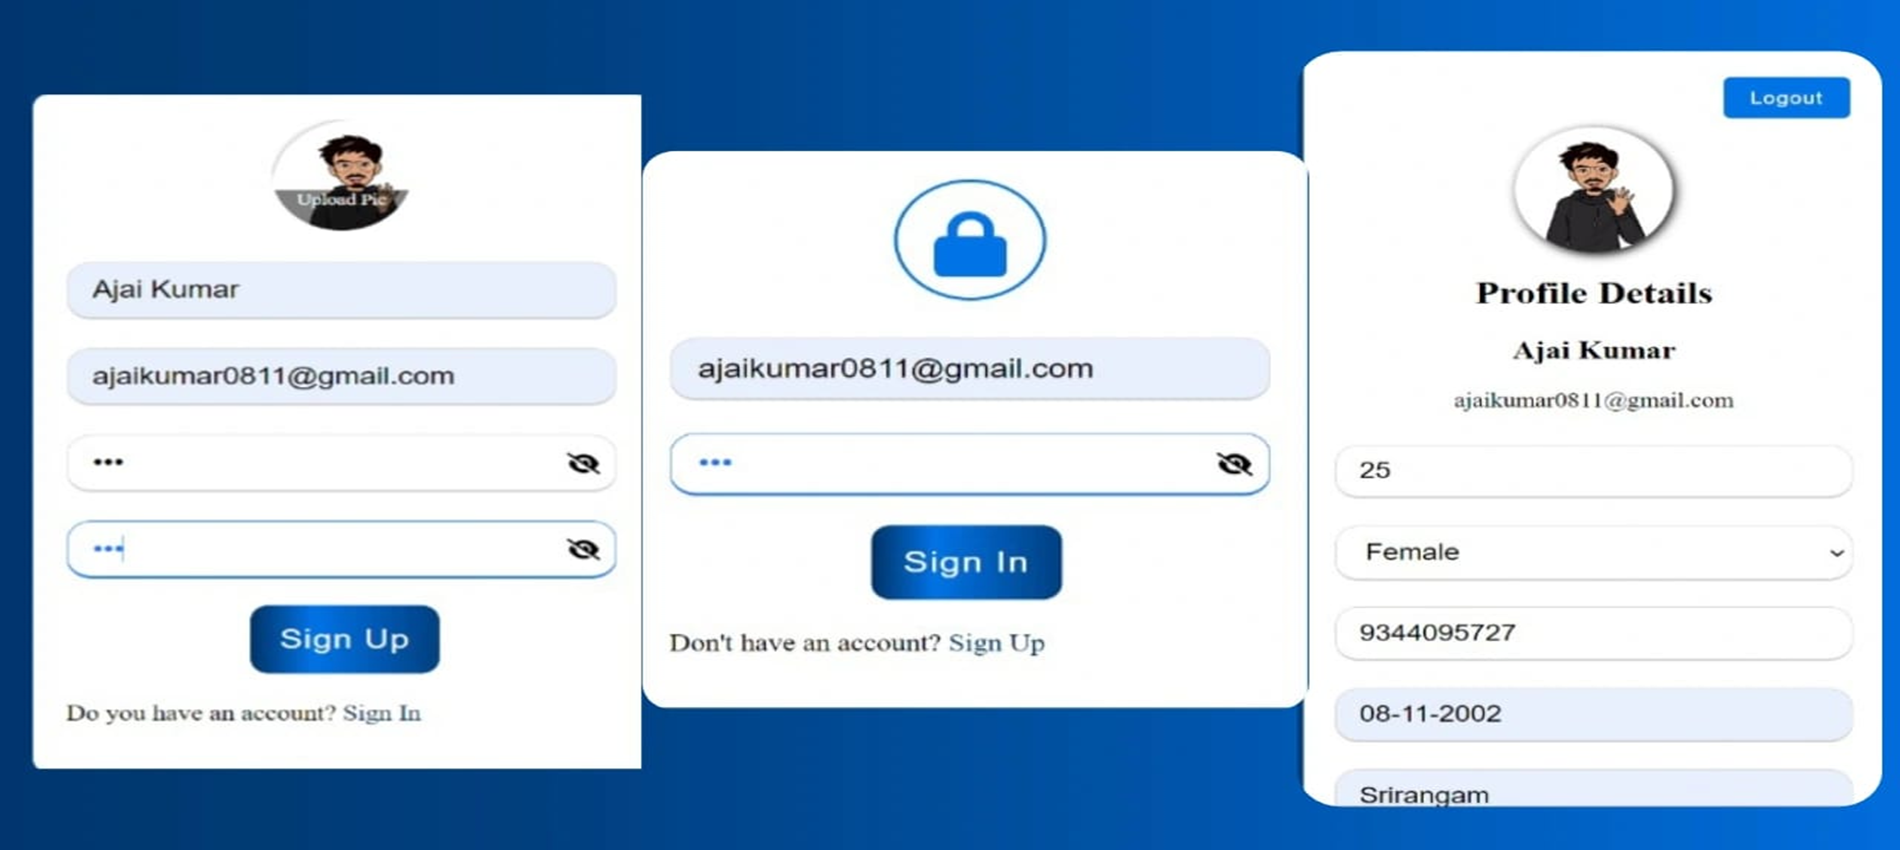 Upload Pic
Ajai Kumar
ajaikumar0811@gmail.com
•••
•••
Sign Up
Do you have an account? Sign In
ajaikumar0811@gmail.com
•••
Sign In
Don't have an account? Sign Up
Logout
Profile Details
Ajai Kumar
ajaikumar0811@gmail.com
25
Female
9344095727
08-11-2002
Srirangam